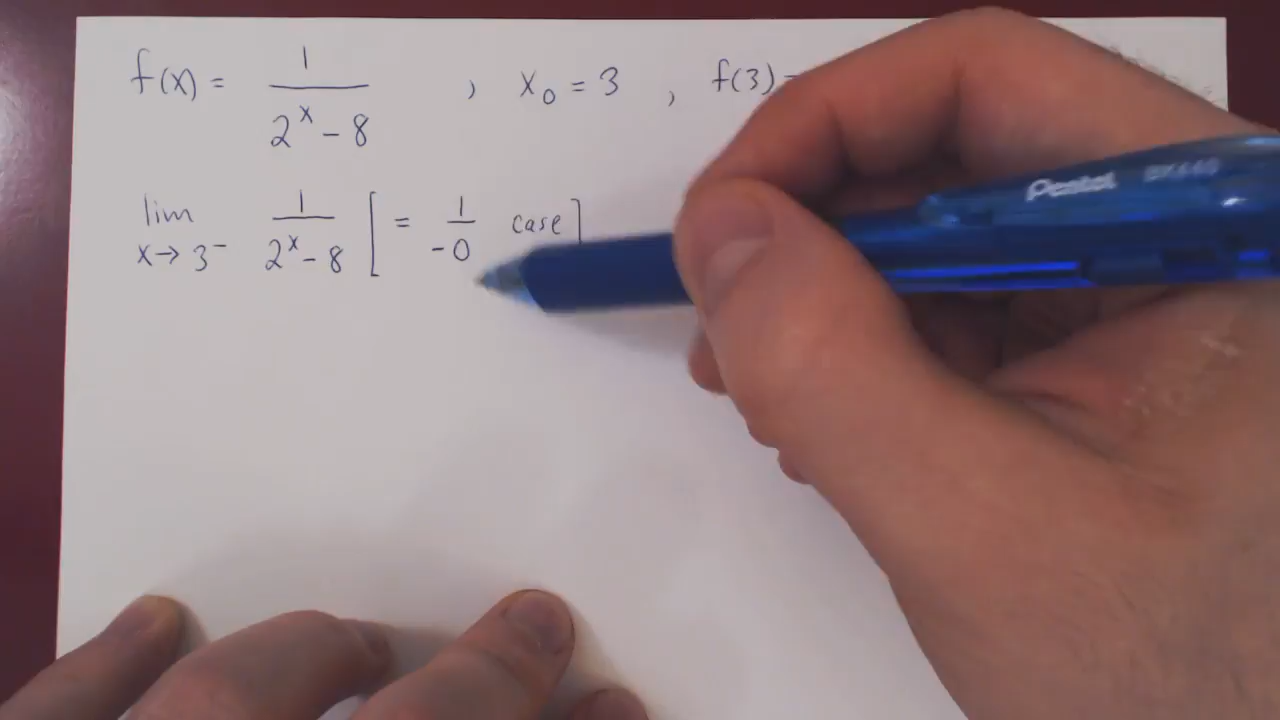 f(x) = 1 / (2^x - 8) , x₀ = 3 , f(3) =
lim x→3⁻ 1 / (2^x - 8) [ = 1 / -0 case ]
Pentel